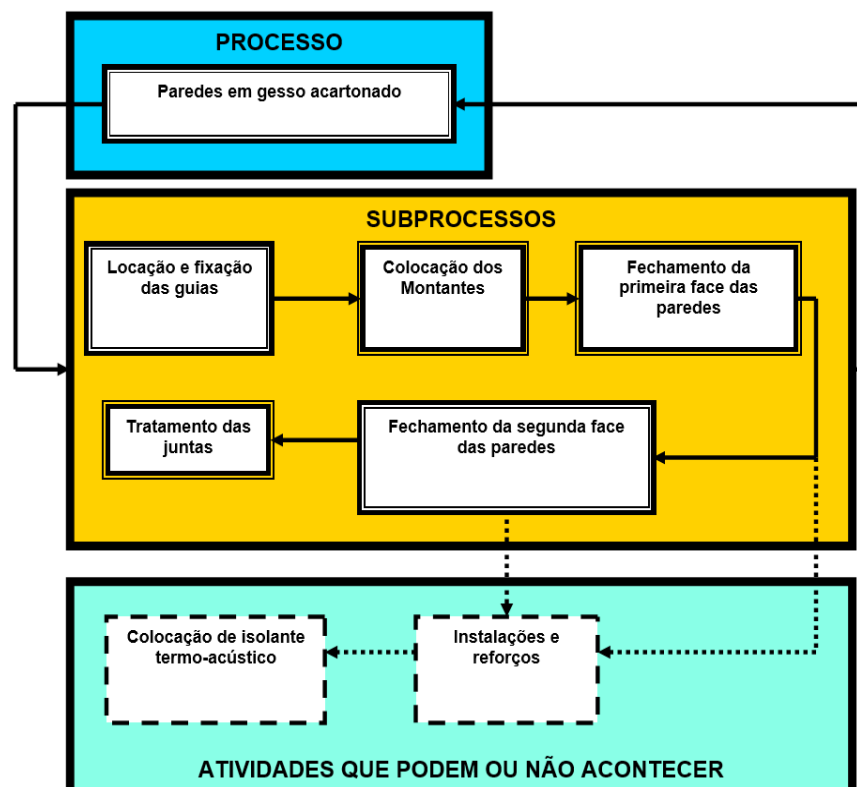 PROCESSO
Paredes em gesso acartonado
SUBPROCESSOS
Locação e fixação
das guias
Colocação dos
Montantes
Fechamento da
primeira face das
paredes
Tratamento das
juntas
Fechamento da segunda face
das paredes
Colocação de isolante
termo-acústico
Instalações e
reforços
ATIVIDADES QUE PODEM OU NÃO ACONTECER